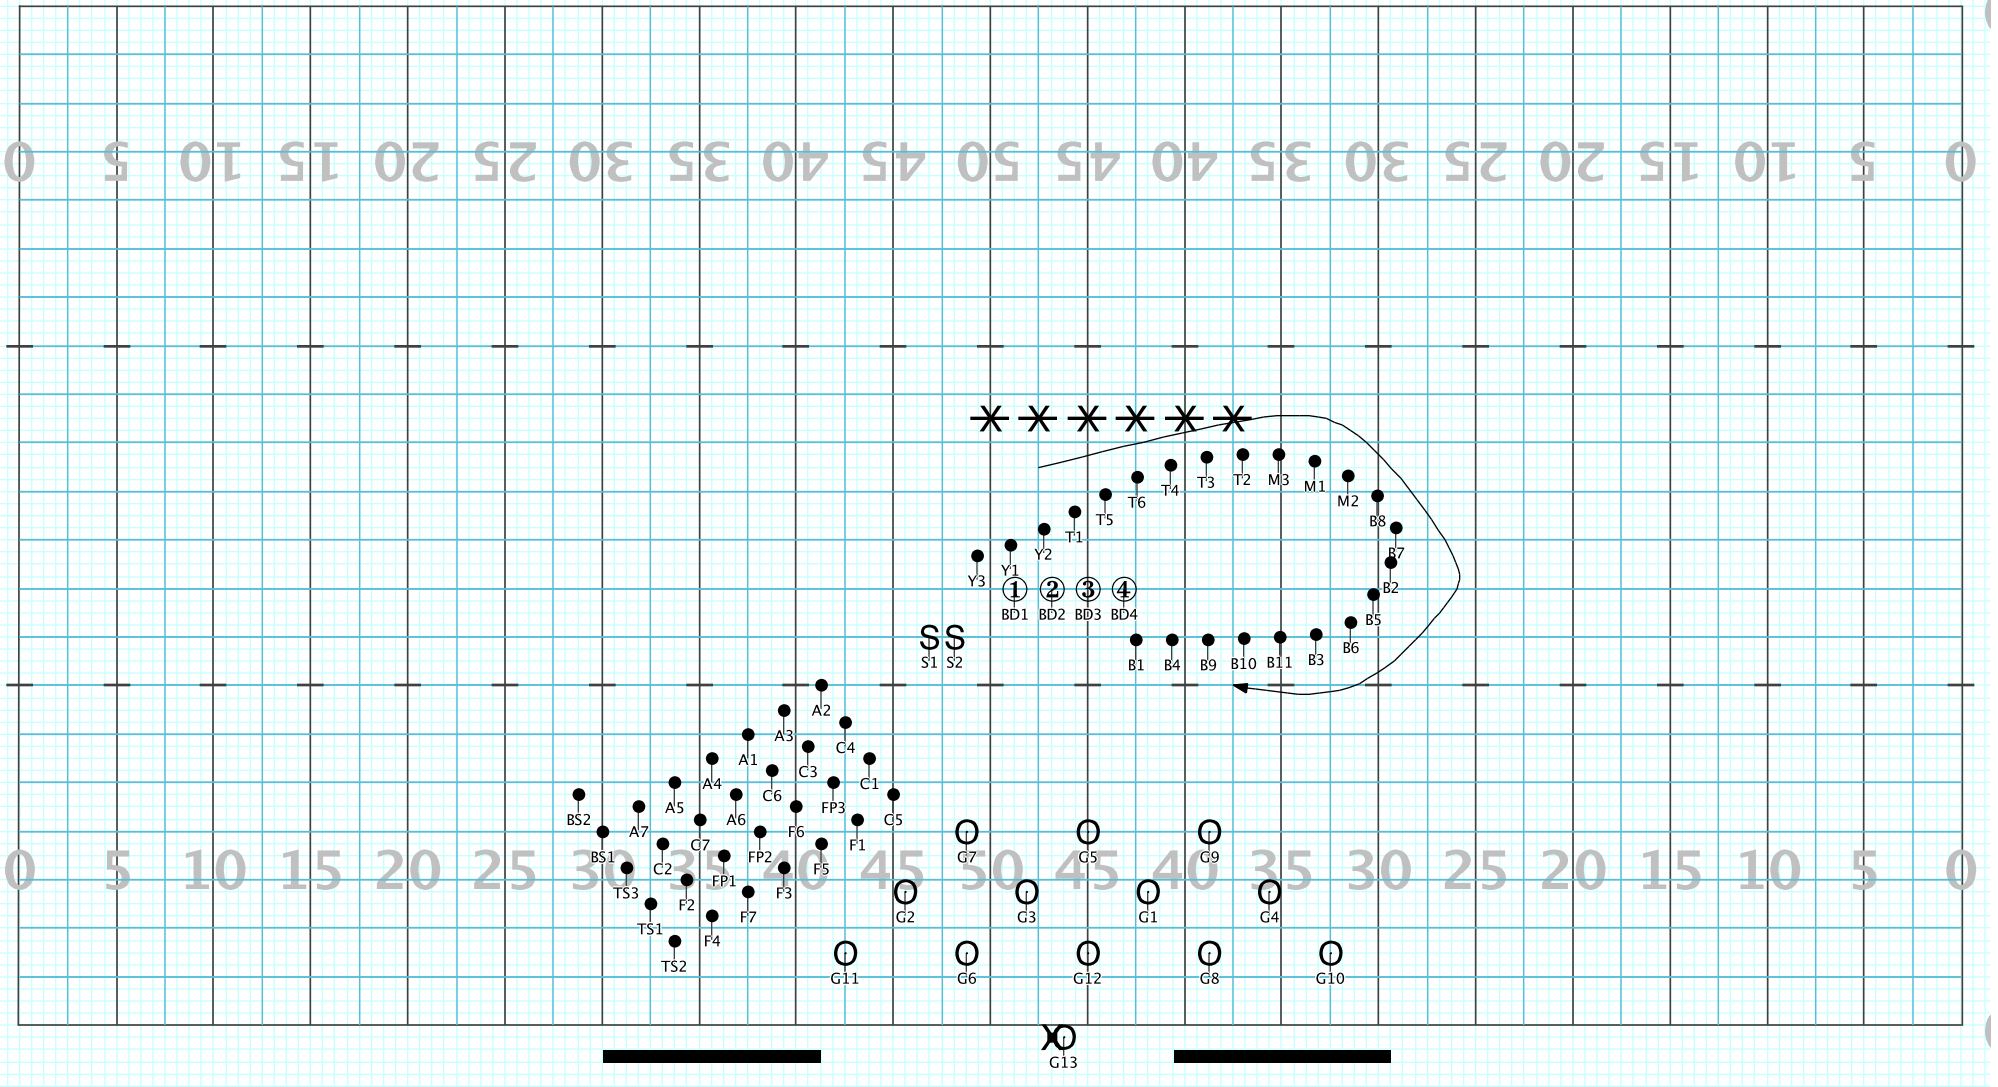 0 5 10 15 20 25 30 35 40 45 50 45 40 35 30 25 20 15 10 5 0
T4 T3 T2 M3 M1
T6 M2
T5 B8
T1
Y2 B7
Y3 Y1 B2
1 2 3 4
BD1 BD2 BD3 BD4 B5
S S
S1 S2 B1 B4 B9 B10 B11 B3 B6
A2
A3 C4
A1 C3
A4 C6 C1
A5 FP3
BS2 A7 C7 A6 F6 C5
BS1 C2 FP2 F1 G7 G5 G9
0 5 10 15 20 25 30 35 40 45 50 45 40 35 30 25 20 15 10 5 0
TS3 FP1 F3 F5
TS1 F2 F7 G2 G3 G1 G4
TS2 F4 G11 G6 G12 G8 G10
X
G13